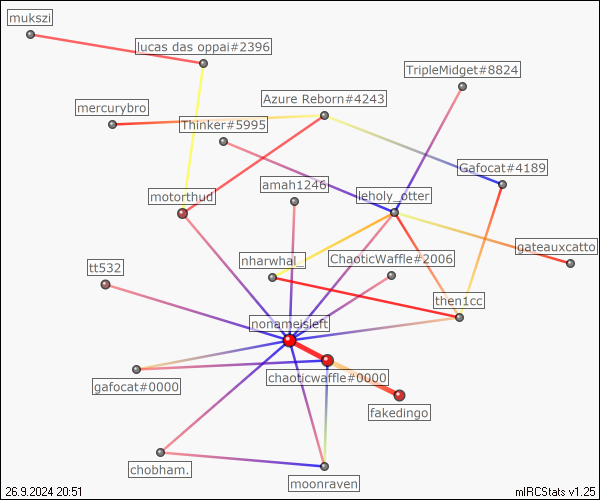 mukszi
lucas das oppai#2396
TripleMidget#8824
Azure Reborn#4243
mercurybro
Thinker#5995
Gafocat#4189
amah1246
motorthud
leholy_otter
gateauxcatto
nharwhal_
ChaoticWaffle#2006
tt532
then1cc
nonameisleft
chaoticwaffle#0000
gafocat#0000
fakedingo
chobham.
moonraven
26.9.2024 20:51
mIRCStats v1.25